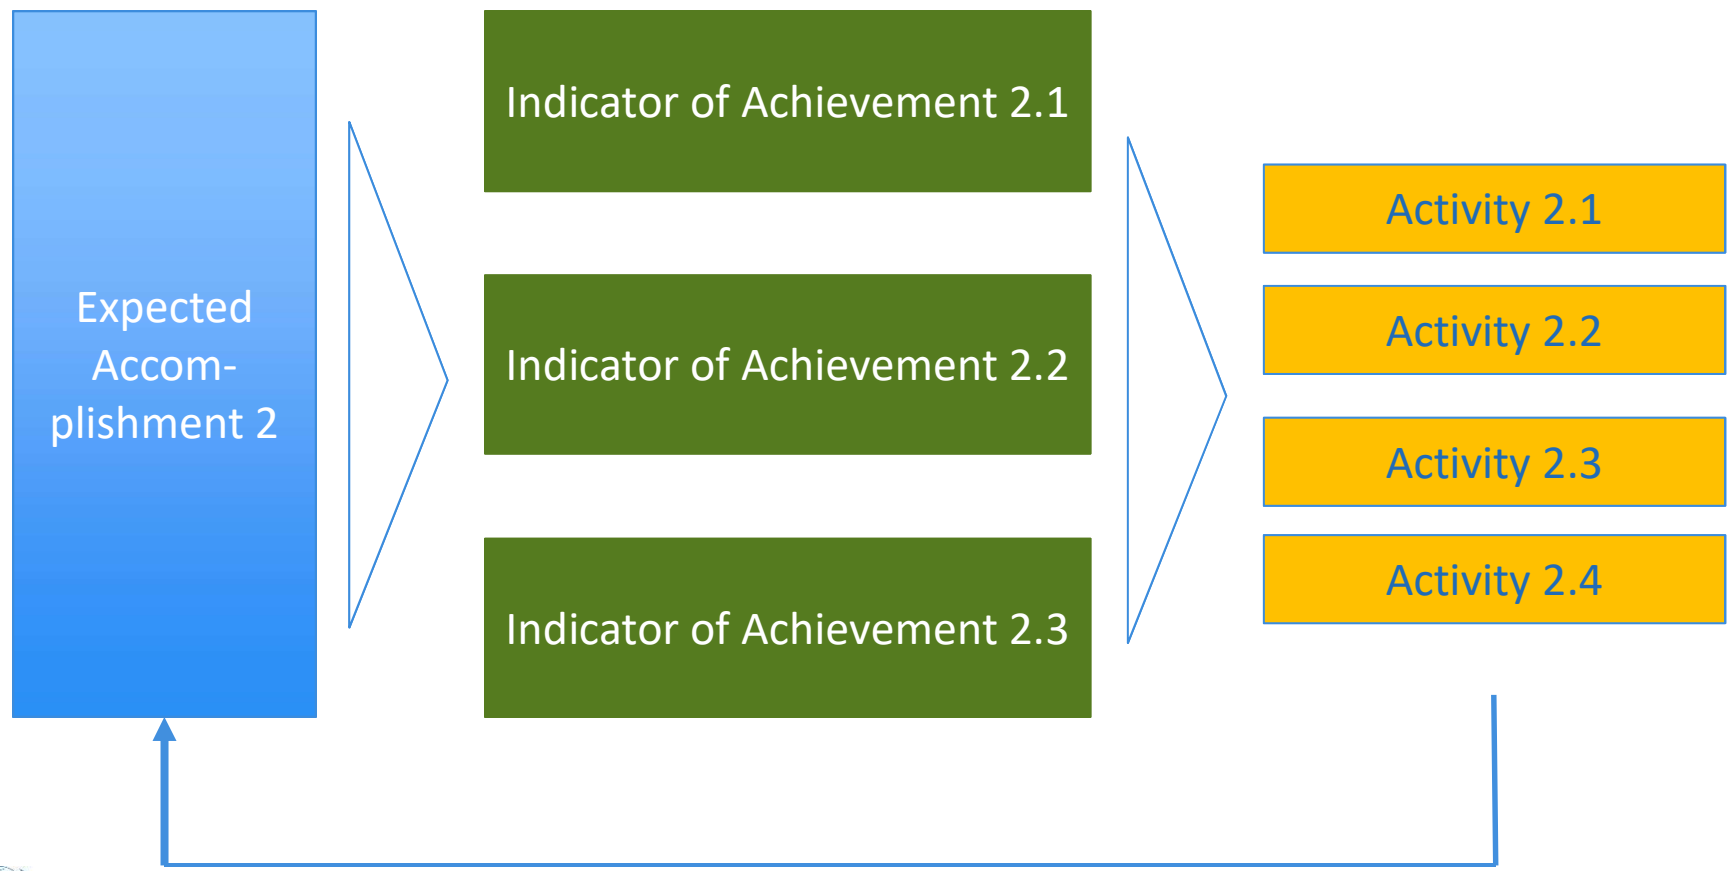 Expected
Accom-
plishment 2
Indicator of Achievement 2.1
Indicator of Achievement 2.2
Indicator of Achievement 2.3
Activity 2.1
Activity 2.2
Activity 2.3
Activity 2.4